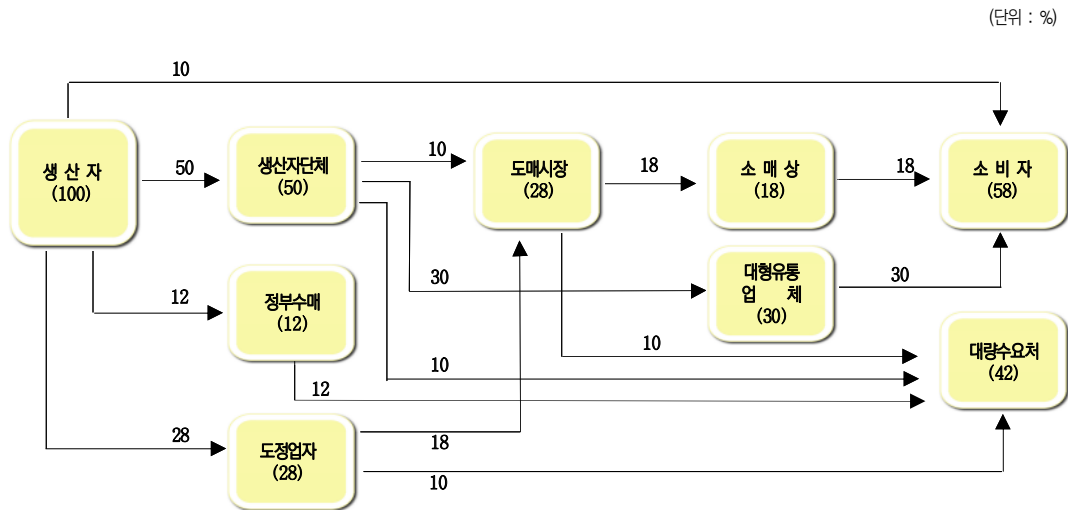 (단위 : %)
10
생 산 자
(100)
50
생산자단체
(50)
10
도매시장
(28)
18
소 매 상
(18)
18
소 비 자
(58)
30
대형유통
업 체
(30)
30
12
정부수매
(12)
10
대량수요처
(42)
10
12
28
도정업자
(28)
18
10